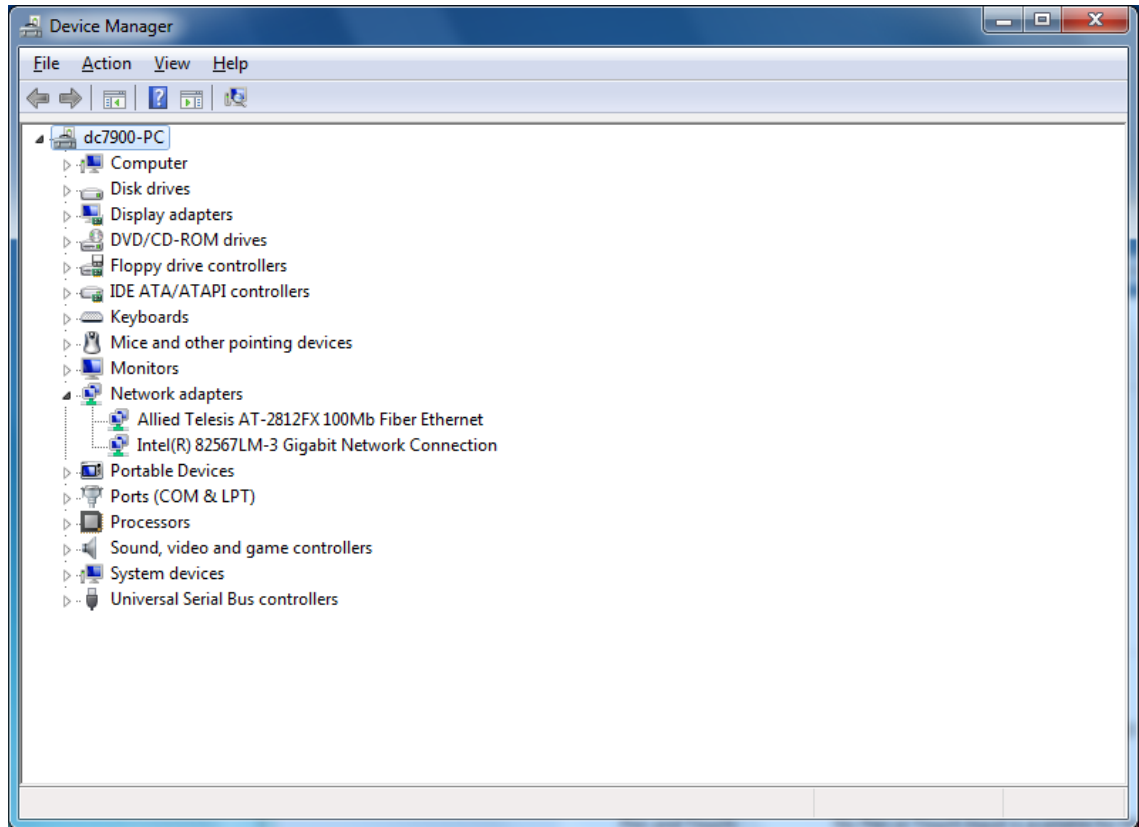 Device Manager
File Action View Help
dc7900-PC
Computer
Disk drives
Display adapters
DVD/CD-ROM drives
Floppy drive controllers
IDE ATA/ATAPI controllers
Keyboards
Mice and other pointing devices
Monitors
Network adapters
Allied Telesis AT-2812FX 100Mb Fiber Ethernet
Intel(R) 82567LM-3 Gigabit Network Connection
Portable Devices
Ports (COM & LPT)
Processors
Sound, video and game controllers
System devices
Universal Serial Bus controllers